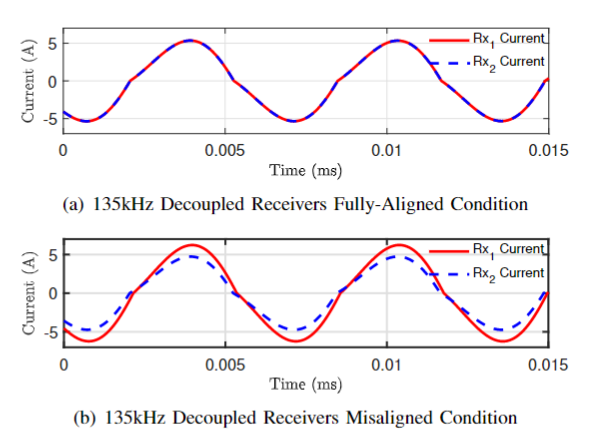 Current (A)
5
0
-5
Rx1 Current
Rx2 Current
0
0.005
0.01
0.015
Time (ms)
(a) 135kHz Decoupled Receivers Fully-Aligned Condition
Current (A)
5
0
-5
Rx1 Current
Rx2 Current
0
0.005
0.01
0.015
Time (ms)
(b) 135kHz Decoupled Receivers Misaligned Condition